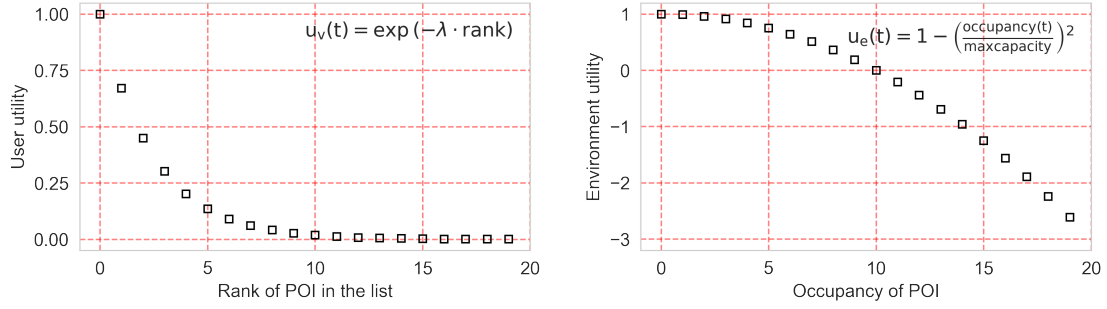 u_v(t) = exp (−λ · rank)
1.00
0.75
0.50
0.25
0.00
User utility
0 5 10 15 20
Rank of POI in the list
u_e(t) = 1 − (occupancy(t)/maxcapacity)^2
1
0
−1
−2
−3
Environment utility
0 5 10 15 20
Occupancy of POI